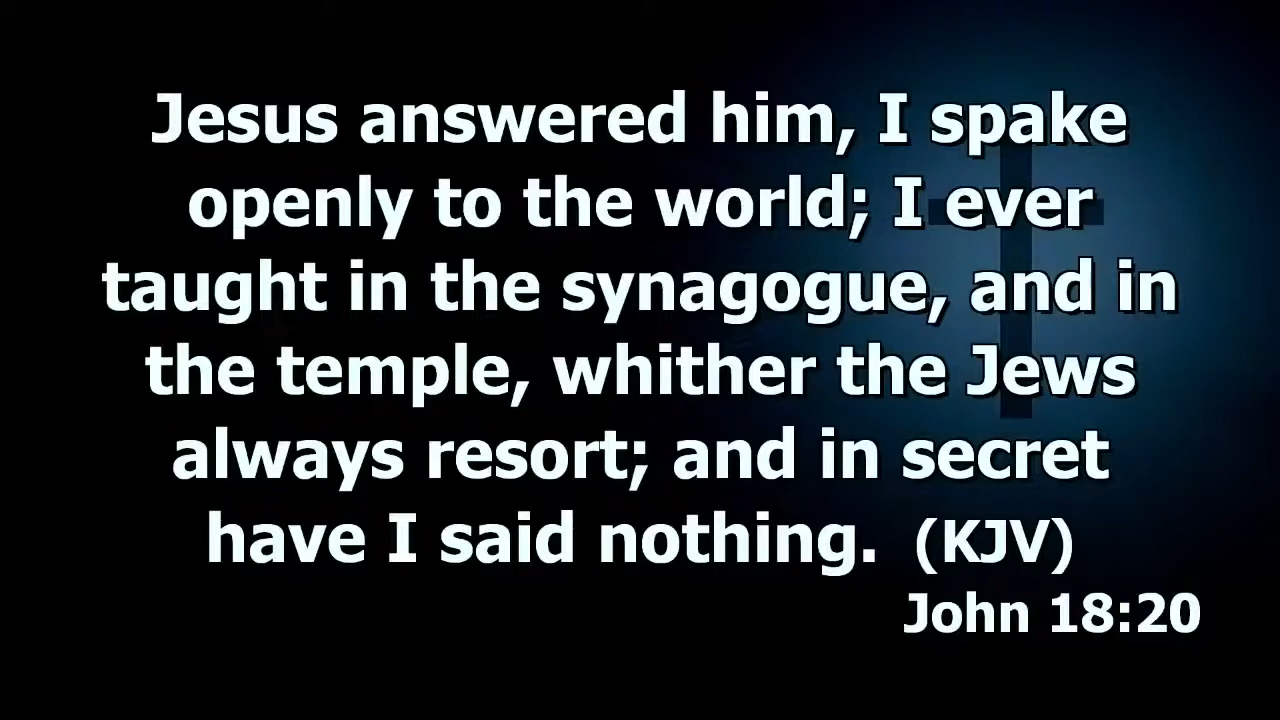 Jesus answered him, I spake
openly to the world; I ever
taught in the synagogue, and in
the temple, whither the Jews
always resort; and in secret
have I said nothing. (KJV)
John 18:20